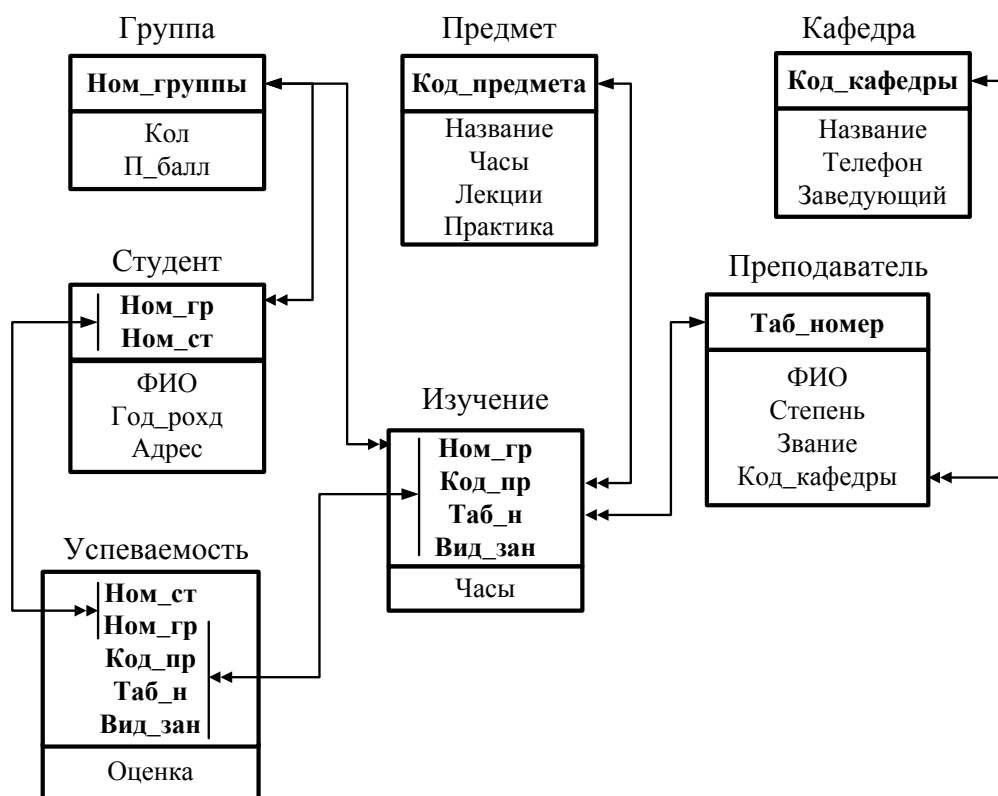 Группа
Ном_группы
Кол
П_балл
Предмет
Код_предмета
Название
Часы
Лекции
Практика
Кафедра
Код_кафедры
Название
Телефон
Заведующий
Студент
Ном_гр
Ном_ст
ФИО
Год_рохд
Адрес
Преподаватель
Таб_номер
ФИО
Степень
Звание
Код_кафедры
Изучение
Ном_гр
Код_пр
Таб_н
Вид_зан
Часы
Успеваемость
Ном_ст
Ном_гр
Код_пр
Таб_н
Вид_зан
Оценка